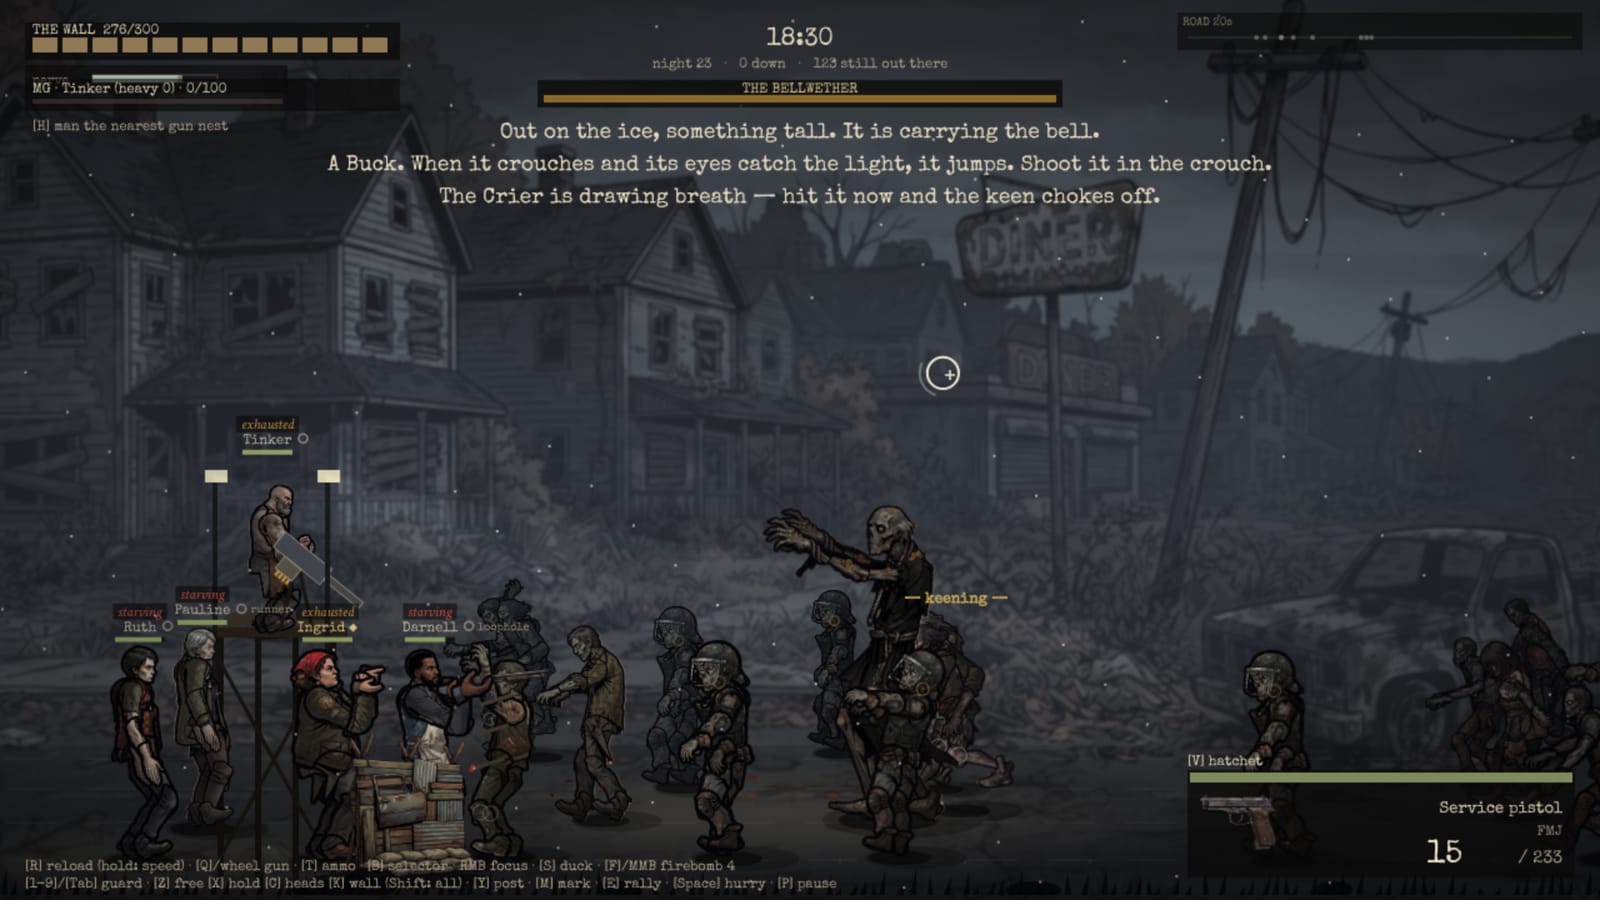 THE WALL 276/300
MG · Tinker (heavy 0) · 0/100
[H] man the nearest gun nest
18:30
night 23 · 0 down · 123 still out there
THE BELLWETHER
Out on the ice, something tall. It is carrying the bell.
A Buck. When it crouches and its eyes catch the light, it jumps. Shoot it in the crouch.
The Crier is drawing breath — hit it now and the keen chokes off.
ROAD 20s
DINER
DINER
exhausted
Tinker
starving
Pauline runner
starving
Ruth
exhausted
Ingrid
starving
Darnell loophole
— keening —
[V] hatchet
Service pistol
FMJ
15 / 233
[R] reload (hold: speed) · [Q]/wheel gun · [T] ammo · [B] selector · RMB focus · [S] duck · [F]/MMB firebomb 4
[1-9]/[Tab] guard · [Z] free [X] hold [C] heads [K] wall (Shift: all) · [Y] post · [M] mark · [E] rally · [Space] hurry · [P] pause